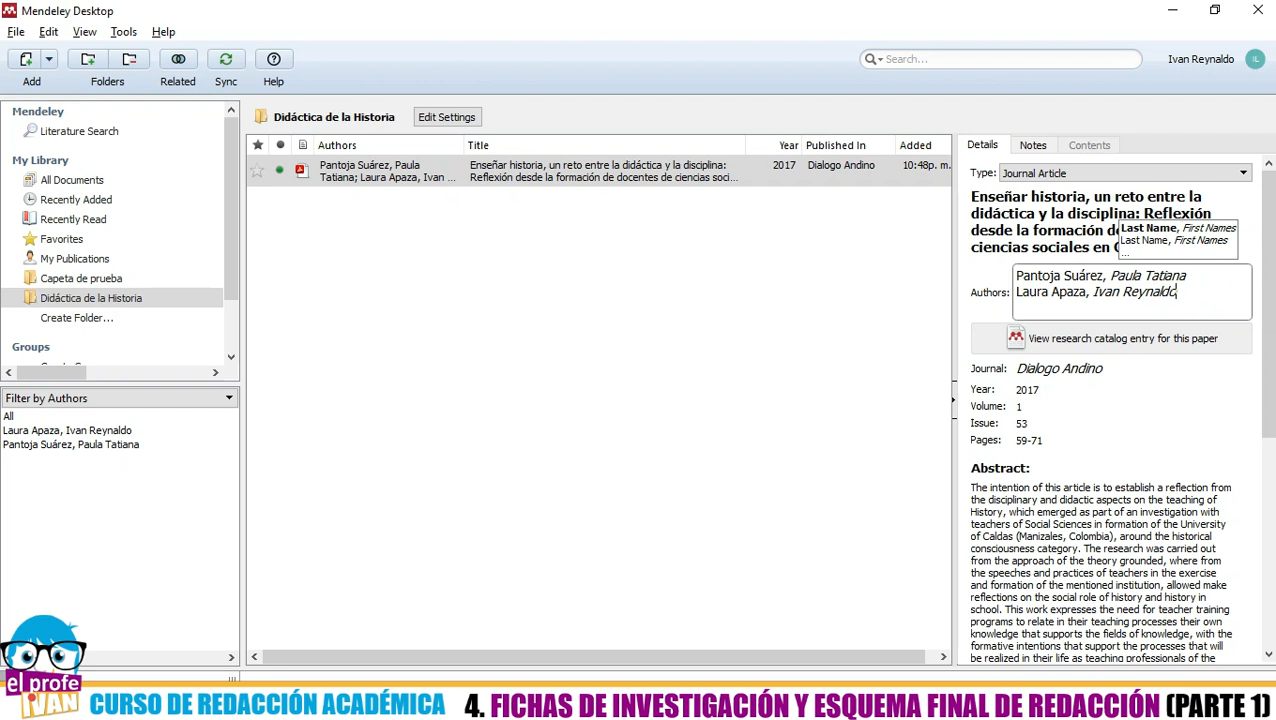 Mendeley Desktop
File Edit View Tools Help
Search...
Ivan Reynaldo IL
Add Folders Related Sync Help
Mendeley
Literature Search
My Library
All Documents
Recently Added
Recently Read
Favorites
My Publications
Capeta de prueba
Didáctica de la Historia
Create Folder...
Groups
Filter by Authors
All
Laura Apaza, Ivan Reynaldo
Pantoja Suárez, Paula Tatiana
Didáctica de la Historia Edit Settings
Authors Title Year Published In Added
Pantoja Suárez, Paula Enseñar historia, un reto entre la didáctica y la disciplina: 2017 Dialogo Andino 10:48p. m.
Tatiana; Laura Apaza, Ivan ... Reflexión desde la formación de docentes de ciencias soci...
Details Notes Contents
Type: Journal Article
Enseñar historia, un reto entre la
didáctica y la disciplina: Reflexión
desde la formación de
ciencias sociales en C
Last Name, First Names
Last Name, First Names
...
Authors: Pantoja Suárez, Paula Tatiana
Laura Apaza, Ivan Reynaldo
View research catalog entry for this paper
Journal: Dialogo Andino
Year: 2017
Volume: 1
Issue: 53
Pages: 59-71
Abstract:
The intention of this article is to establish a reflection from
the disciplinary and didactic aspects on the teaching of
History, which emerged as part of an investigation with
teachers of Social Sciences in formation of the University
of Caldas (Manizales, Colombia), around the historical
consciousness category. The research was carried out
from the approach of the theory grounded, where from
the speeches and practices of teachers in the exercise
and formation of the mentioned institution, allowed make
reflections on the social role of history and history in
school. This work expresses the need for teacher training
programs to relate in their teaching processes their own
knowledge that supports the fields of knowledge, with the
formative intentions that support the processes that will
be realized in their life as teaching professionals of the
el profe
IVAN
CURSO DE REDACCIÓN ACADÉMICA
4. FICHAS DE INVESTIGACIÓN Y ESQUEMA FINAL DE REDACCIÓN (PARTE 1)